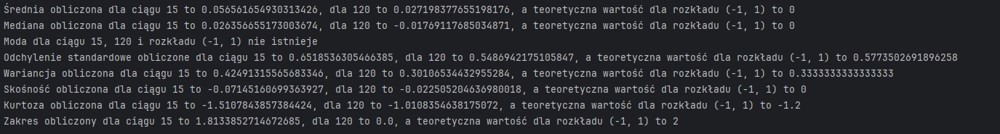 Średnia obliczona dla ciągu 15 to 0.056561654930313426, dla 120 to 0.027198377655198176, a teoretyczna wartość dla rozkładu (-1, 1) to 0
Mediana obliczona dla ciągu 15 to 0.026356655173003674, dla 120 to -0.01769117685034871, a teoretyczna wartość dla rozkładu (-1, 1) to 0
Moda dla ciągu 15, 120 i rozkładu (-1, 1) nie istnieje
Odchylenie standardowe obliczone dla ciągu 15 to 0.6518536305466385, dla 120 to 0.5486942175105847, a teoretyczna wartość dla rozkładu (-1, 1) to 0.5773502691896258
Wariancja obliczona dla ciągu 15 to 0.42491315565683346, dla 120 to 0.30106534432955284, a teoretyczna wartość dla rozkładu (-1, 1) to 0.3333333333333333
Skośność obliczona dla ciągu 15 to -0.07145160699363927, dla 120 to -0.022505204636980018, a teoretyczna wartość dla rozkładu (-1, 1) to 0
Kurtoza obliczona dla ciągu 15 to -1.5107843857384424, dla 120 to -1.0108354638175072, a teoretyczna wartość dla rozkładu (-1, 1) to -1.2
Zakres obliczony dla ciągu 15 to 1.8133852714672685, dla 120 to 0.0, a teoretyczna wartość dla rozkładu (-1, 1) to 2